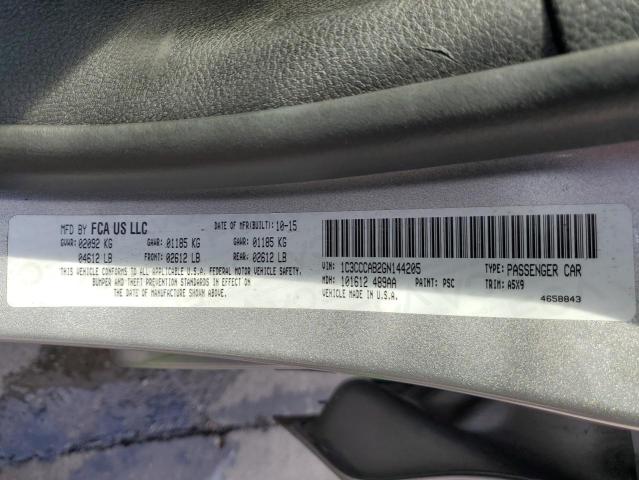 MFD BY FCA US LLC DATE OF MFR(BUILT): 10-15
GVWR: 02092 KG GAWR: 01185 KG GAWR: 01185 KG
04612 LB FRONT: 02612 LB REAR: 02612 LB
THIS VEHICLE CONFORMS TO ALL APPLICABLE U.S.A. FEDERAL MOTOR VEHICLE SAFETY,
BUMPER AND THEFT PREVENTION STANDARDS IN EFFECT ON THE
DATE OF MANUFACTURE SHOWN ABOVE.
VIN: 1C3CCCAB2GN144205 TYPE: PASSENGER CAR
MDH: 101612 489AA PAINT: PSC TRIM: A5X9
MADE IN U.S.A. 4658843